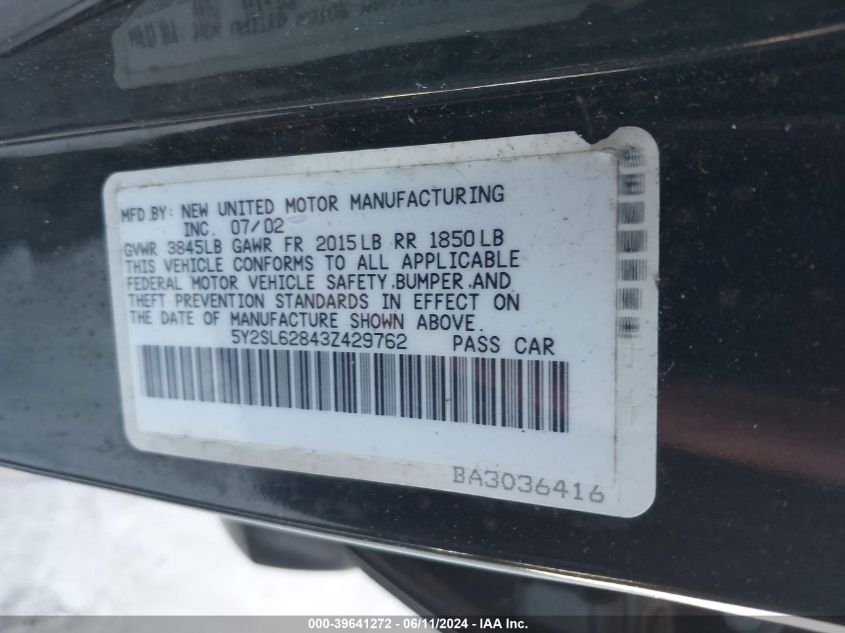 MFD.BY: NEW UNITED MOTOR MANUFACTURING
INC. 07/02
GVWR 3845LB GAWR FR 2015LB RR 1850LB
THIS VEHICLE CONFORMS TO ALL APPLICABLE
FEDERAL MOTOR VEHICLE SAFETY, BUMPER, AND
THEFT PREVENTION STANDARDS IN EFFECT ON
THE DATE OF MANUFACTURE SHOWN ABOVE.
5Y2SL62843Z429762 PASS CAR
BA3036416
000-39641272 - 06/11/2024 - IAA Inc.